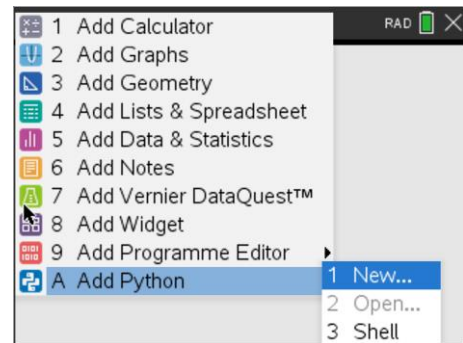 1 Add Calculator
RAD
2 Add Graphs
3 Add Geometry
4 Add Lists & Spreadsheet
5 Add Data & Statistics
6 Add Notes
7 Add Vernier DataQuest™
8 Add Widget
9 Add Programme Editor
A Add Python
1 New...
2 Open...
3 Shell